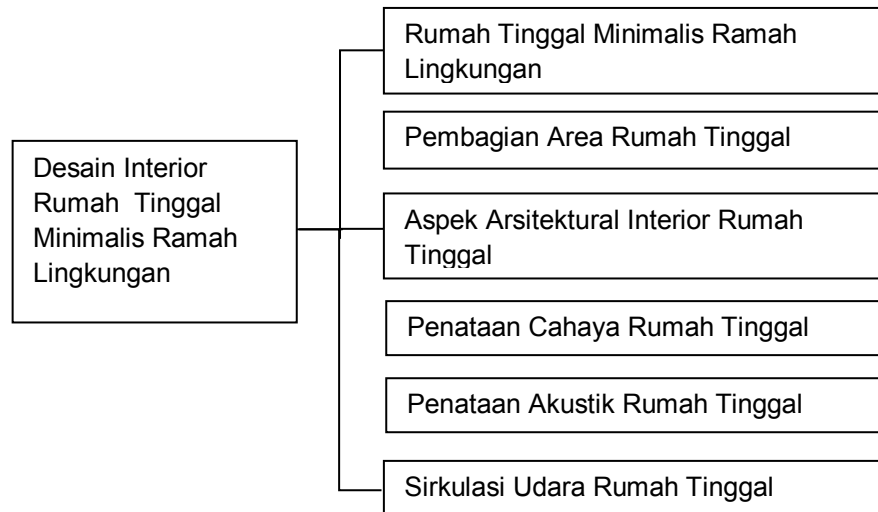 Rumah Tinggal Minimalis Ramah
Lingkungan
Pembagian Area Rumah Tinggal
Desain Interior
Rumah Tinggal
Minimalis Ramah
Lingkungan
Aspek Arsitektural Interior Rumah
Tinggal
Penataan Cahaya Rumah Tinggal
Penataan Akustik Rumah Tinggal
Sirkulasi Udara Rumah Tinggal